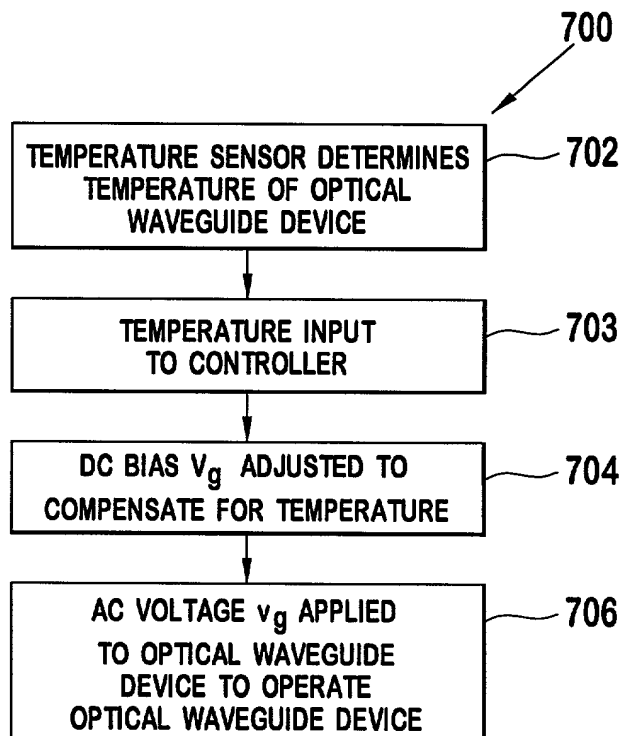 700
TEMPERATURE SENSOR DETERMINES
TEMPERATURE OF OPTICAL
WAVEGUIDE DEVICE
702
TEMPERATURE INPUT
TO CONTROLLER
703
DC BIAS Vg ADJUSTED TO
COMPENSATE FOR TEMPERATURE
704
AC VOLTAGE vg APPLIED
TO OPTICAL WAVEGUIDE
DEVICE TO OPERATE
OPTICAL WAVEGUIDE DEVICE
706